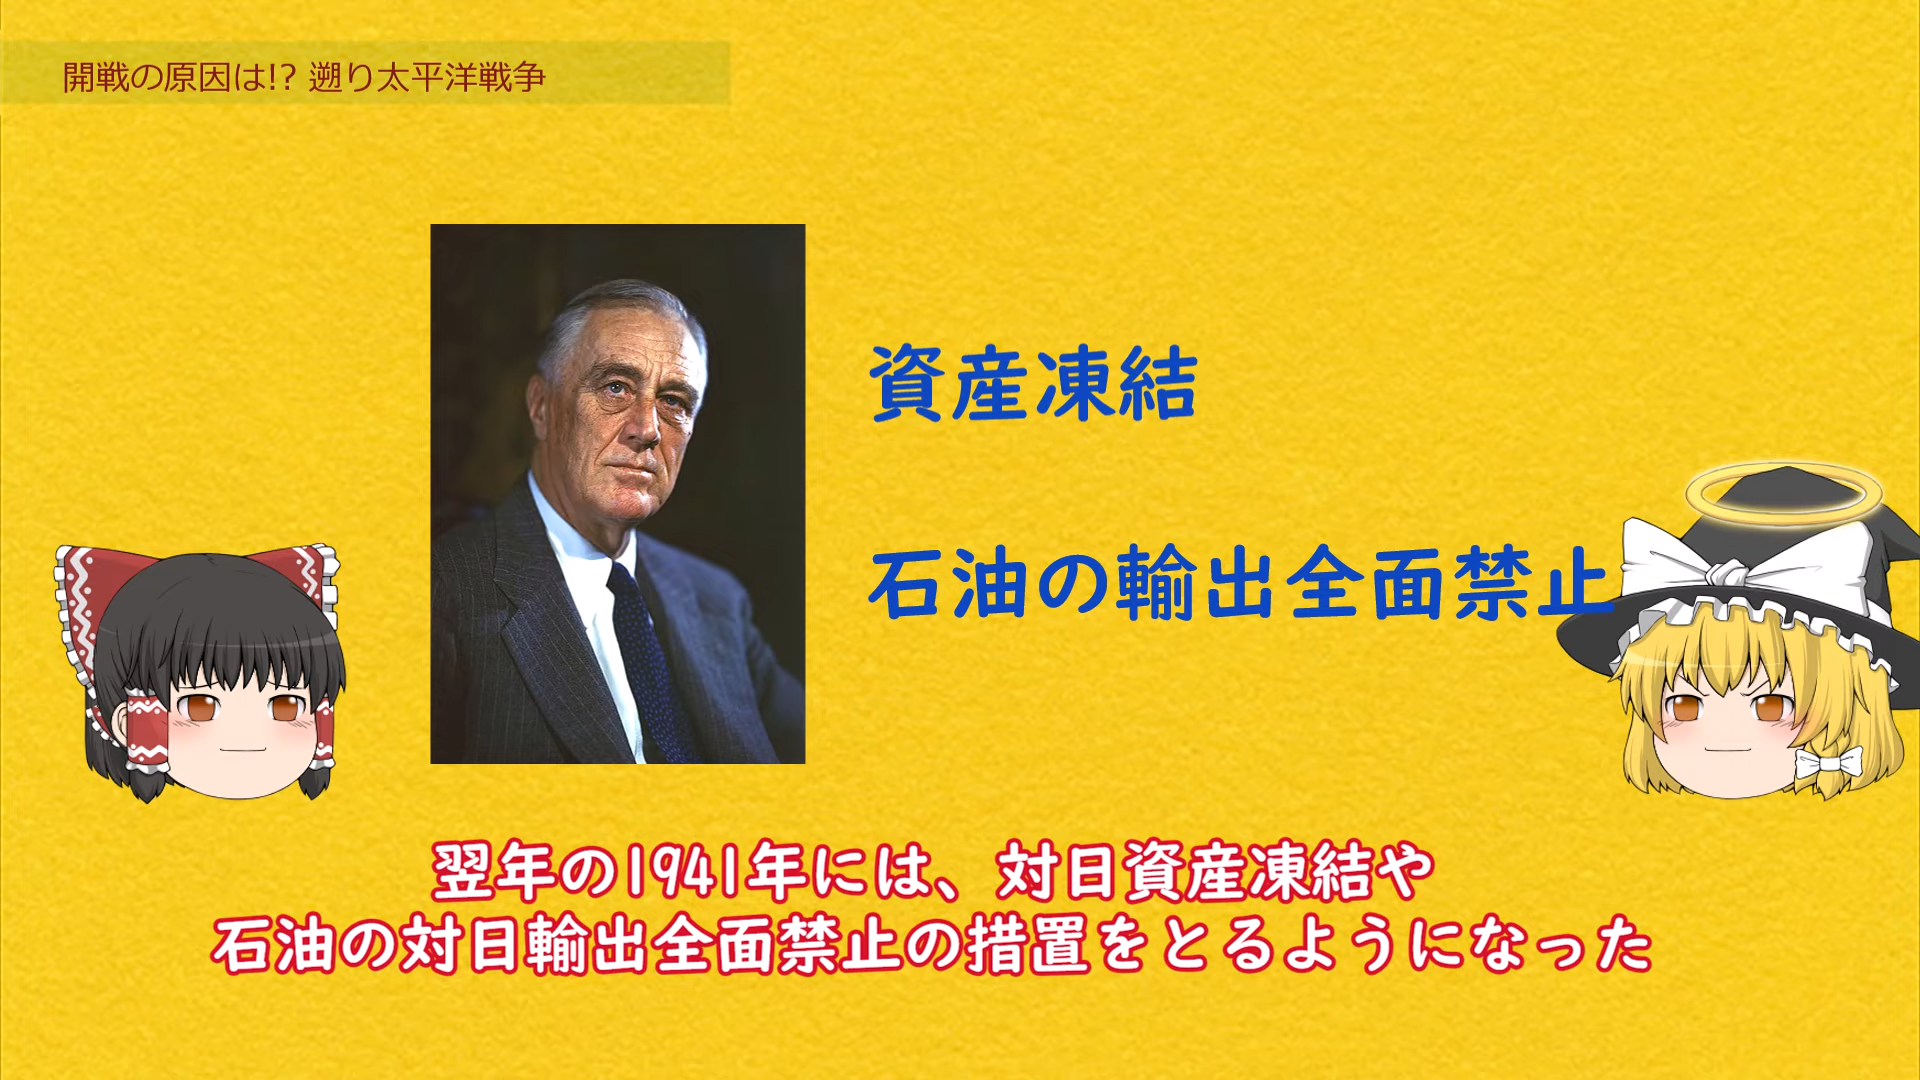 開戦の原因は!? 遡り太平洋戦争
資産凍結
石油の輸出全面禁止
翌年の1941年には、対日資産凍結や
石油の対日輸出全面禁止の措置をとるようになった